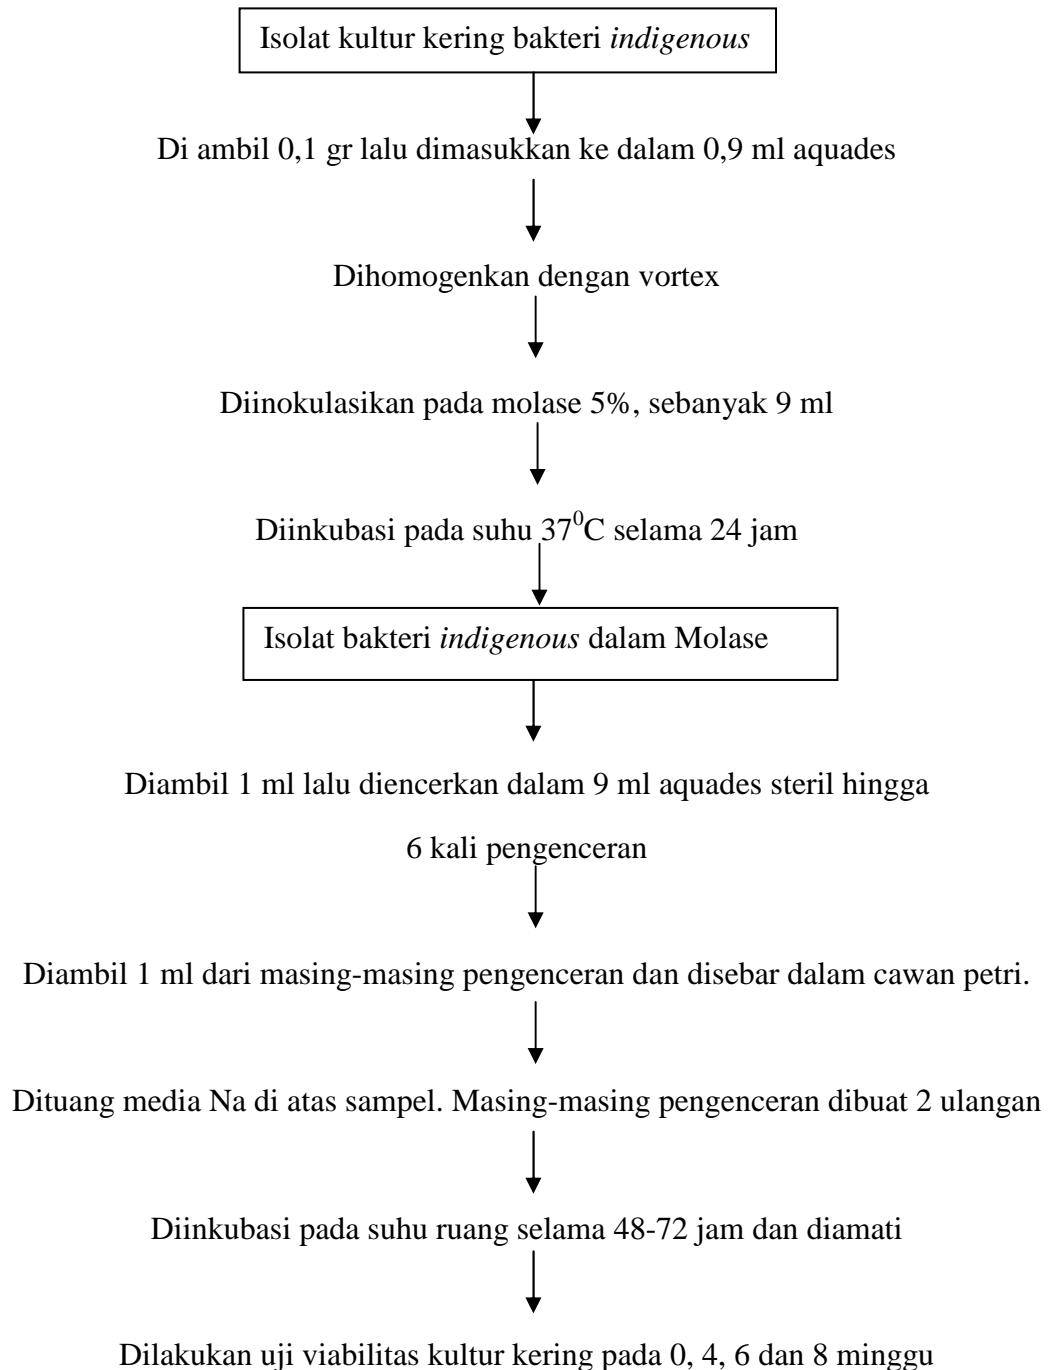 Isolat kultur kering bakteri indigenous
Di ambil 0,1 gr lalu dimasukkan ke dalam 0,9 ml aquades
Dihomogenkan dengan vortex
Diinokulasikan pada molase 5%, sebanyak 9 ml
Diinkubasi pada suhu 37⁰C selama 24 jam
Isolat bakteri indigenous dalam Molase
Diambil 1 ml lalu diencerkan dalam 9 ml aquades steril hingga
6 kali pengenceran
Diambil 1 ml dari masing-masing pengenceran dan disebar dalam cawan petri.
Dituang media Na di atas sampel. Masing-masing pengenceran dibuat 2 ulangan
Diinkubasi pada suhu ruang selama 48-72 jam dan diamati
Dilakukan uji viabilitas kultur kering pada 0, 4, 6 dan 8 minggu